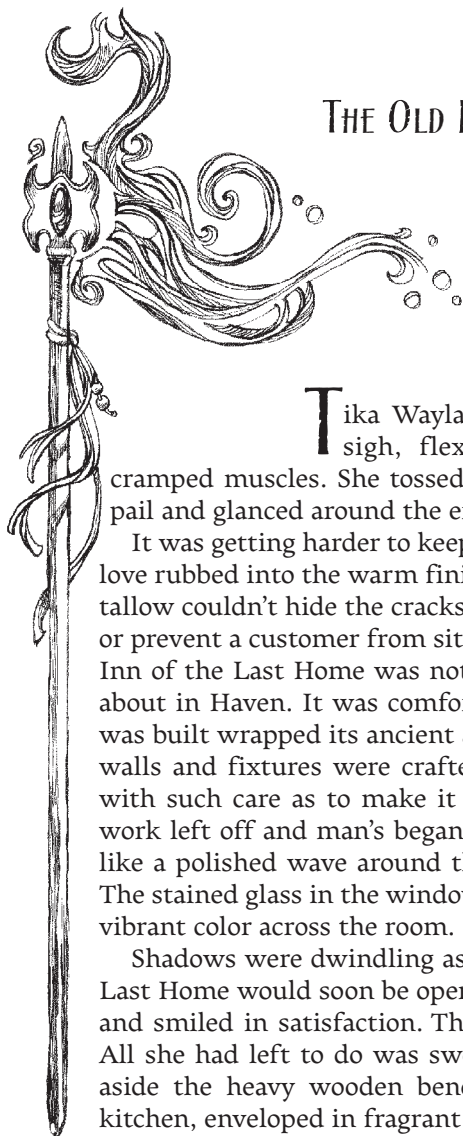 THE OLD
Tika Wayla
sigh, flex
cramped muscles. She tossed
pail and glanced around the e
It was getting harder to keep
love rubbed into the warm fini
tallow couldn't hide the cracks
or prevent a customer from sit
Inn of the Last Home was not
about in Haven. It was comfo
was built wrapped its ancient
walls and fixtures were crafte
with such care as to make it
work left off and man's began
like a polished wave around th
The stained glass in the windo
vibrant color across the room.
Shadows were dwindling as
Last Home would soon be oper
and smiled in satisfaction. Th
All she had left to do was sw
aside the heavy wooden benc
kitchen, enveloped in fragrant